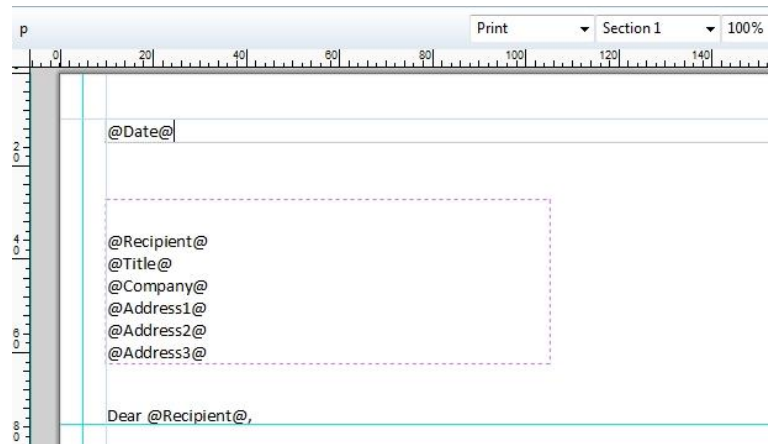 p Print Section 1 100%
0 20 40 60 80 100 120 140
@Date@
20
@Recipient@
40
@Title@
@Company@
@Address1@
@Address2@
60
@Address3@
Dear @Recipient@,
80